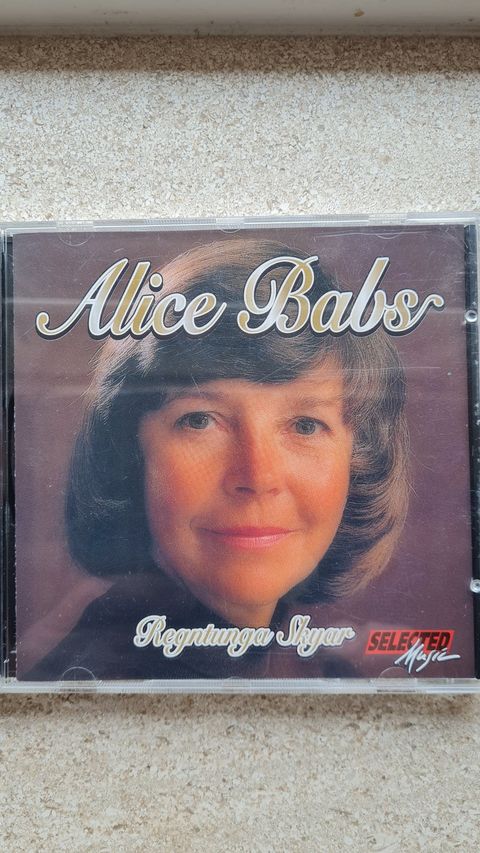 Alice Babs
Regntunga Skyar
SELECTED
Music